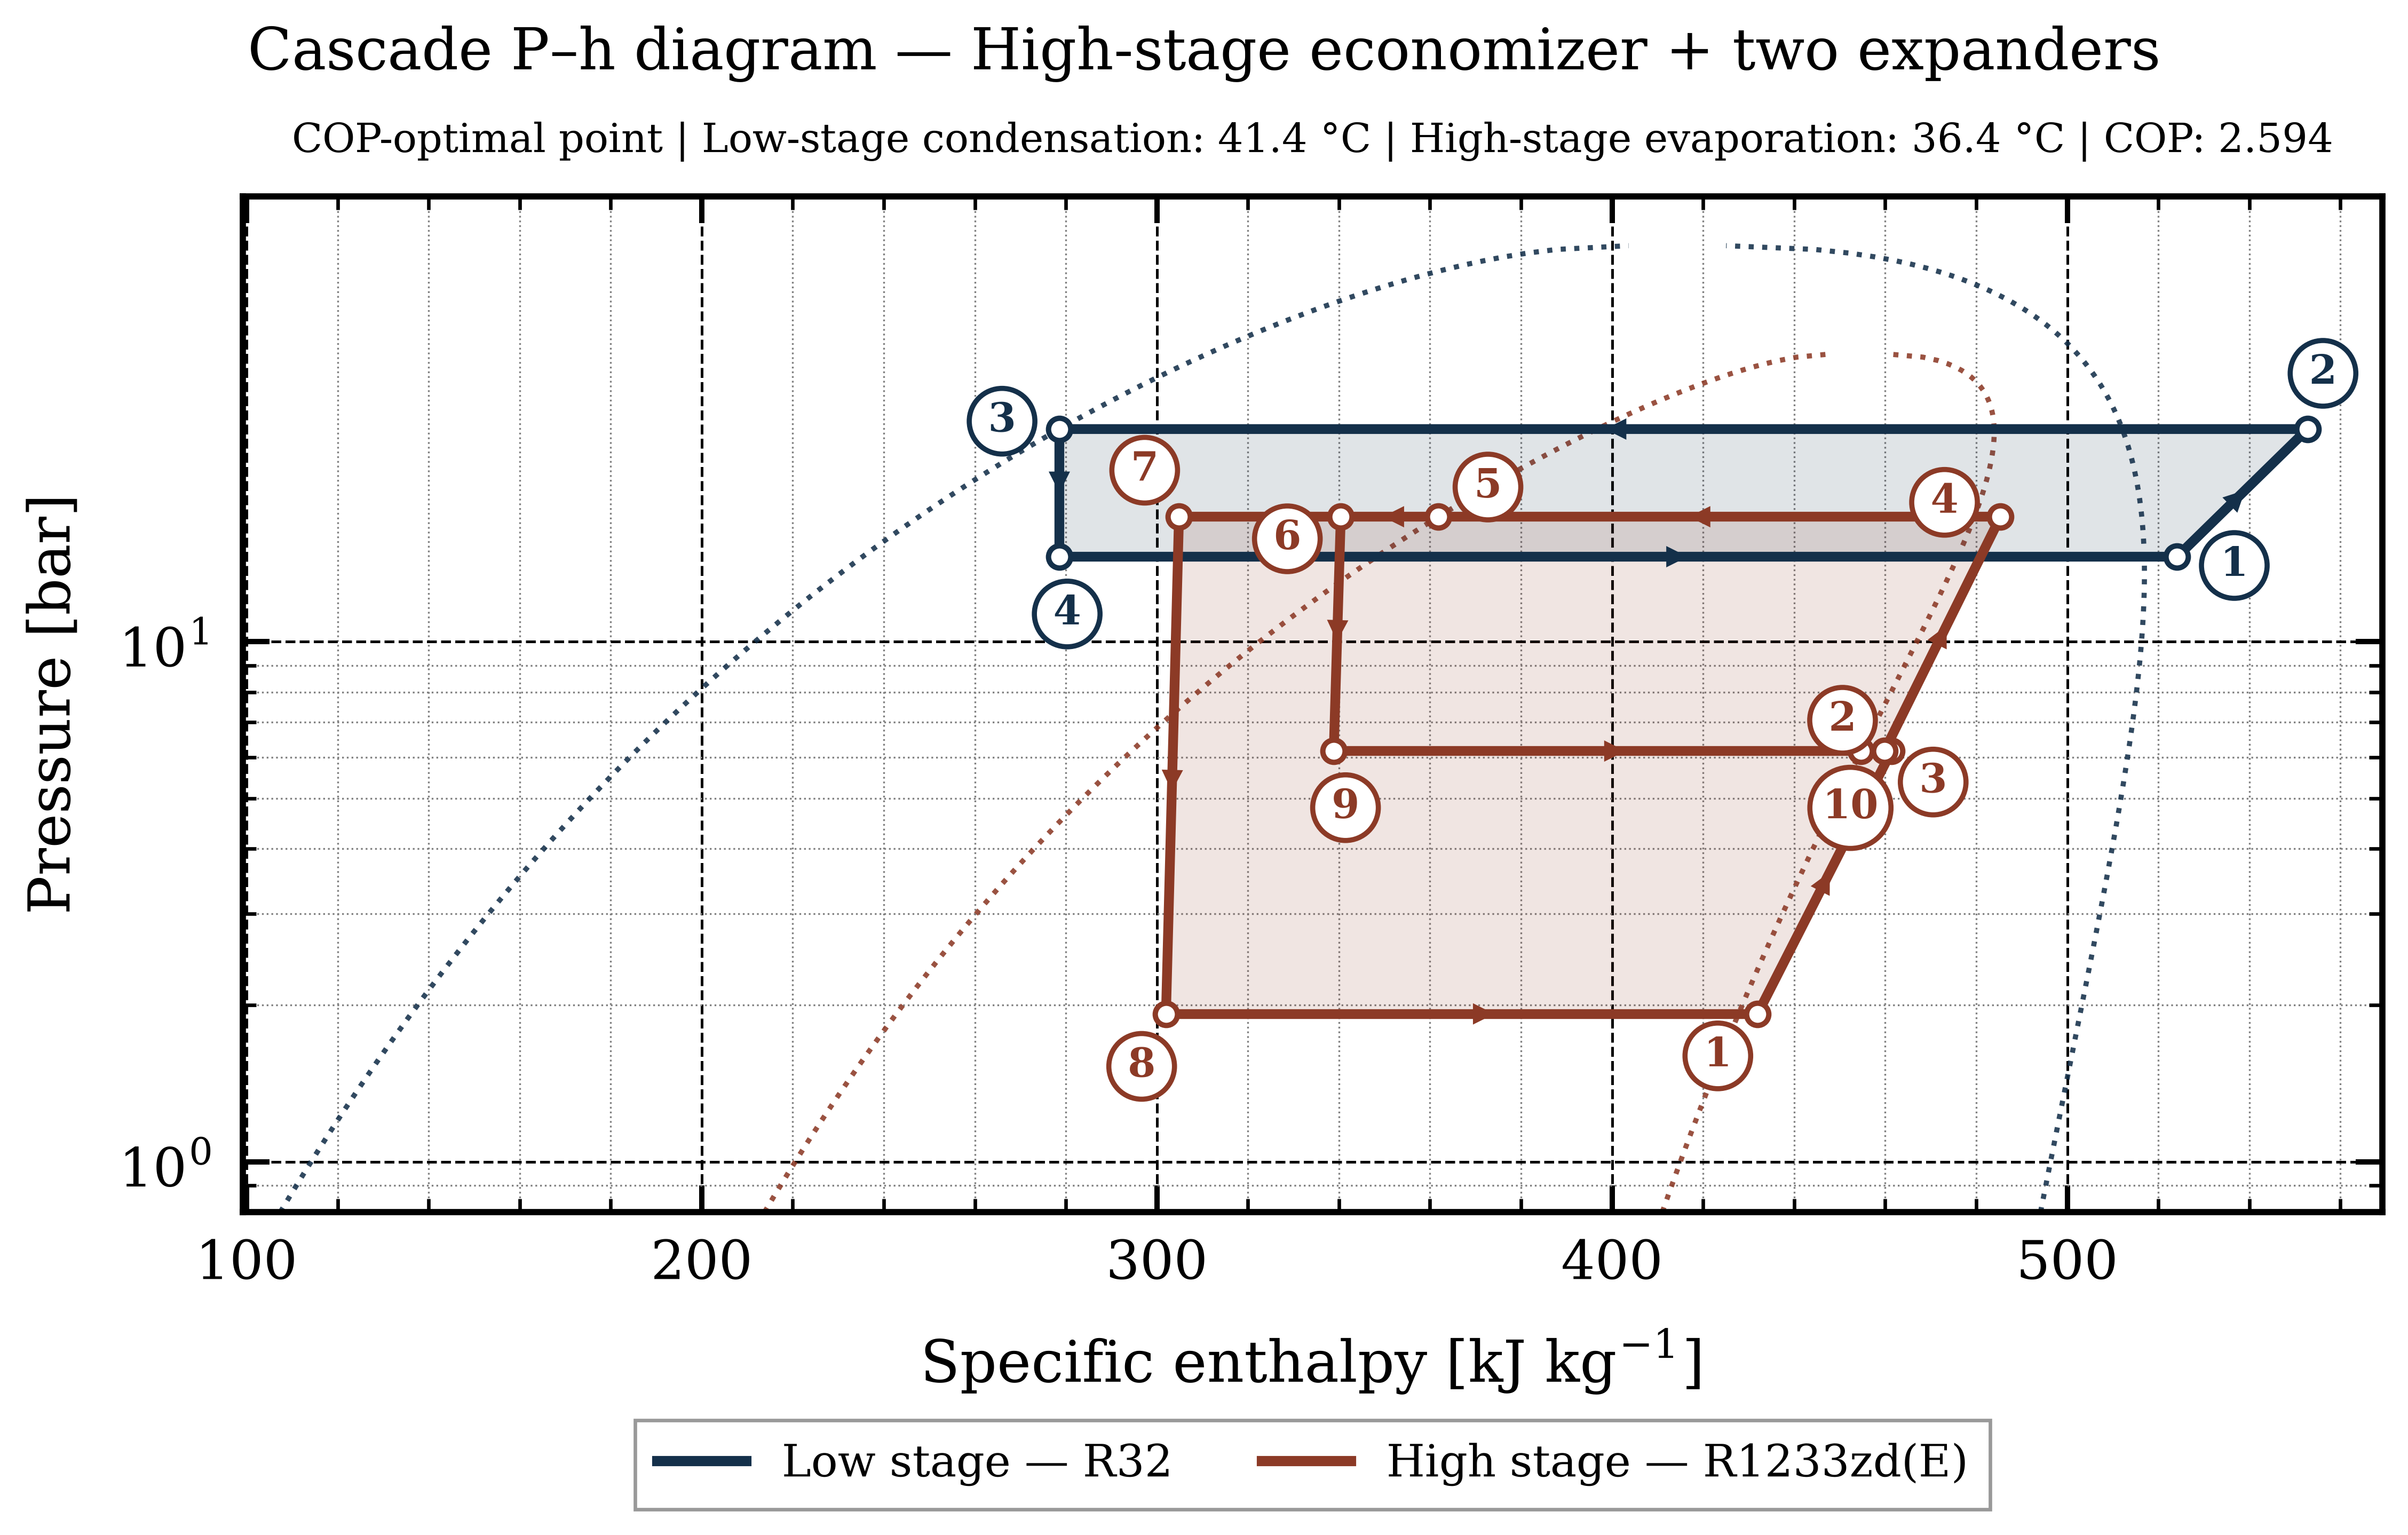 Cascade P–h diagram — High-stage economizer + two expanders
COP-optimal point | Low-stage condensation: 41.4 °C | High-stage evaporation: 36.4 °C | COP: 2.594
Pressure [bar]
10¹
10⁰
2
3
7
5
4
6
1
4
2
3
9
10
8
1
100 200 300 400 500
Specific enthalpy [kJ kg⁻¹]
Low stage — R32
High stage — R1233zd(E)